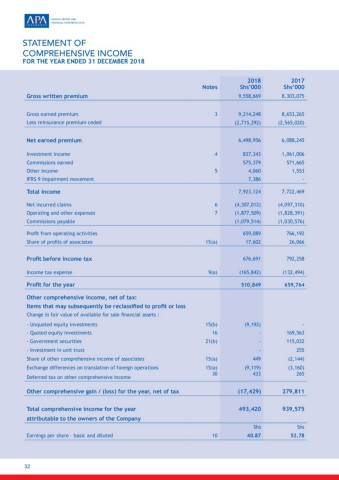 APA
ANNUAL REPORT AND
FINANCIAL STATEMENTS 2018
STATEMENT OF
COMPREHENSIVE INCOME
FOR THE YEAR ENDED 31 DECEMBER 2018
2018 2017
Notes Shs'000 Shs'000
Gross written premium 9,558,669 8,303,075
Gross earned premium 3 9,214,248 8,653,265
Less reinsurance premium ceded (2,715,292) (2,565,020)
Net earned premium 6,498,956 6,088,245
Investment income 4 837,343 1,061,006
Commissions earned 575,379 571,665
Other income 5 4,060 1,553
IFRS 9 impairment movement 7,386 -
Total income 7,923,124 7,722,469
Net incurred claims 6 (4,307,012) (4,097,310)
Operating and other expenses 7 (1,877,509) (1,828,391)
Commissions payable (1,079,514) (1,030,576)
Profit from operating activities 659,089 766,192
Share of profits of associates 15(a) 17,602 26,066
Profit before income tax 676,691 792,258
Income tax expense 9(a) (165,842) (132,494)
Profit for the year 510,849 659,764
Other comprehensive income, net of tax:
Items that may subsequently be reclassified to profit or loss
Change in fair value of available for sale financial assets :
- Unquoted equity investments 15(b) (9,192) -
- Quoted equity investments 16 - 169,563
- Government securities 21(b) - 115,032
- Investment in unit trust - 255
Share of other comprehensive income of associates 15(a) 449 (2,144)
Exchange differences on translation of foreign operations 15(a) (9,119) (3,160)
Deferred tax on other comprehensive income 30 433 265
Other comprehensive gain / (loss) for the year, net of tax (17,429) 279,811
Total comprehensive income for the year 493,420 939,575
attributable to the owners of the Company
Shs Shs
Earnings per share - basic and diluted 10 40.87 52.78
32